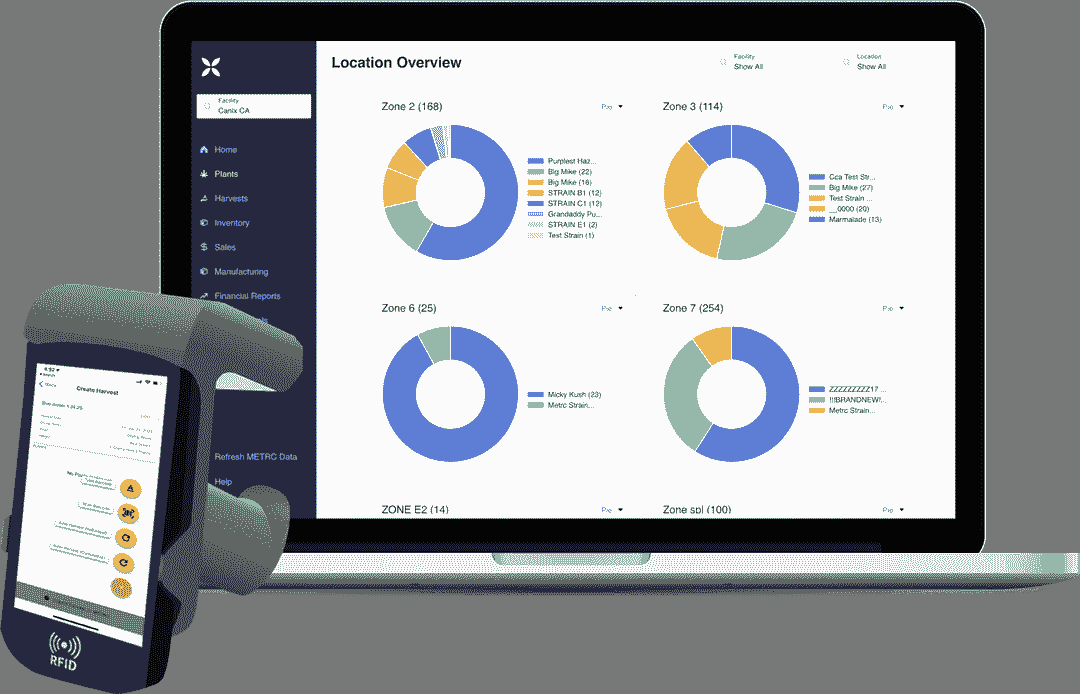 Location Overview
Facility
Show All
Location
Show All
Facility
Canix CA
Home
Plants
Harvests
Inventory
Sales
Manufacturing
Financial Reports
Refresh METRC Data
Help
Zone 2 (168)
Pie
Purplest Haz...
Big Mike (22)
Big Mike (16)
STRAIN B1 (12)
STRAIN C1 (12)
Grandaddy Pu...
STRAIN E1 (2)
Test Strain (1)
Zone 3 (114)
Pie
Cca Test Str...
Big Mike (27)
Test Strain ...
__0000 (20)
Marmalade (13)
Zone 6 (25)
Pie
Micky Kush (23)
Metrc Strain...
Zone 7 (254)
Pie
ZZZZZZZZZ17 ...
!!!BRANDNEW!...
Metrc Strain...
ZONE E2 (14)
Pie
Zone spl (100)
Pie
Create Harvest
RFID